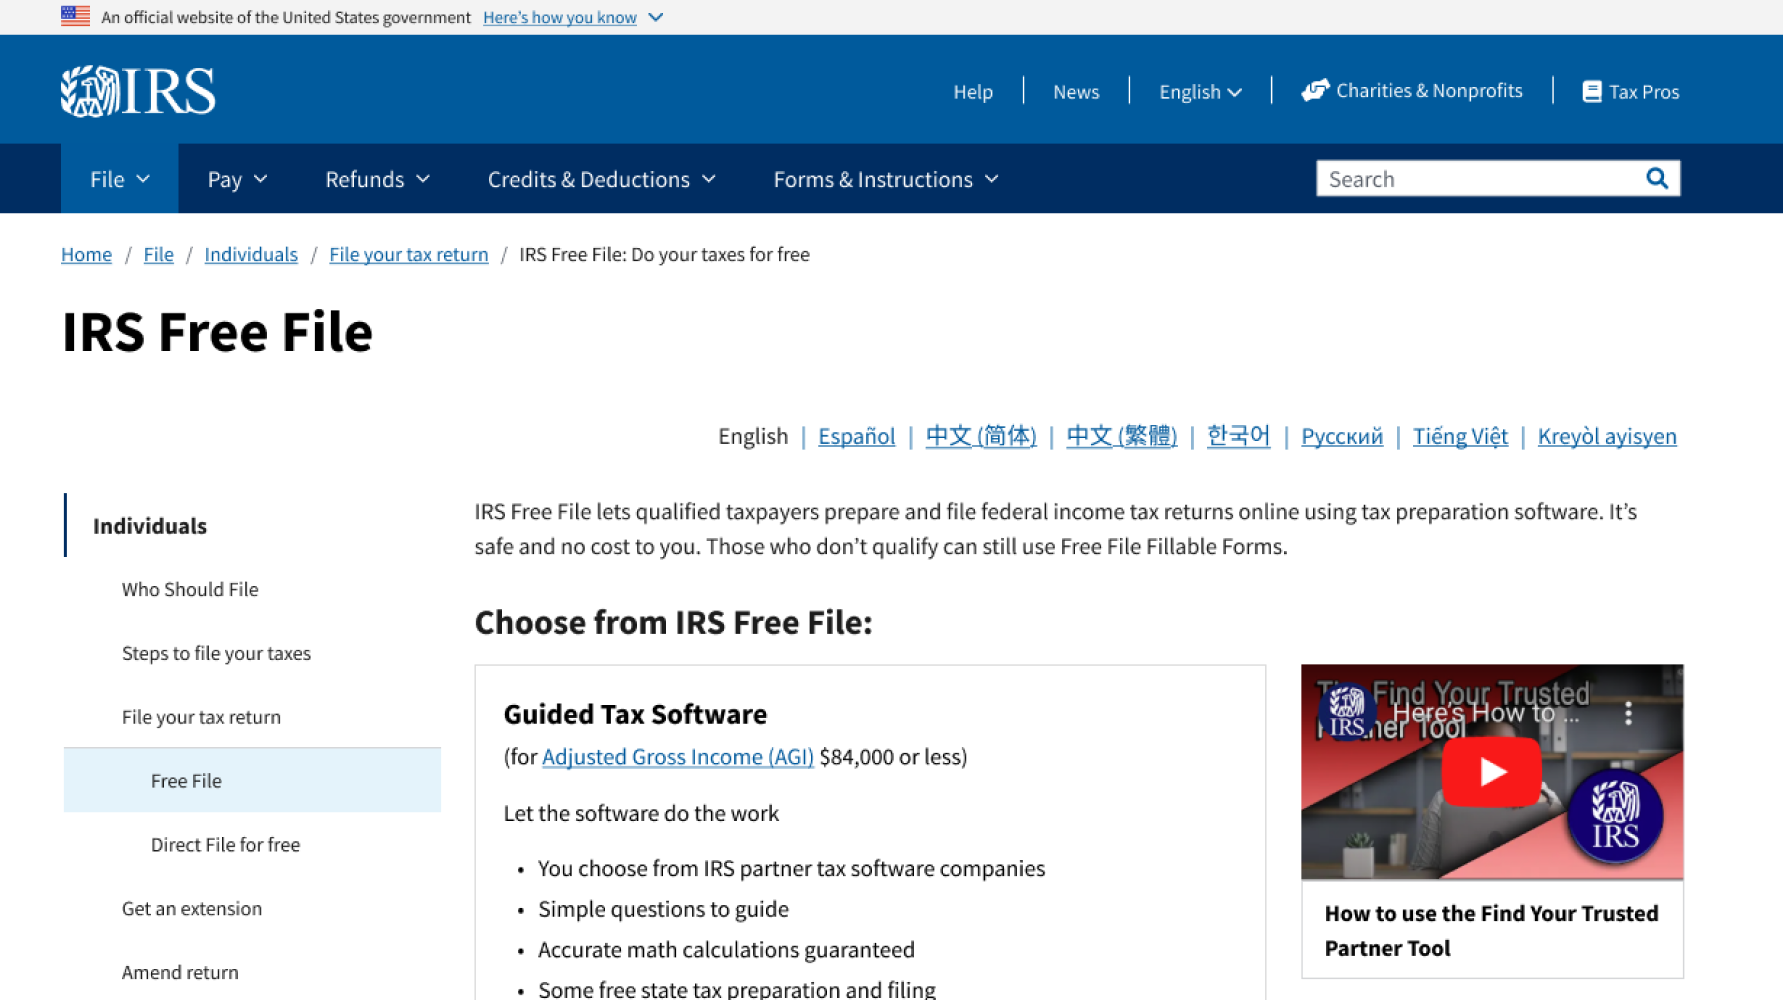 An official website of the United States government Here's how you know
IRS
Help
News
English
Charities & Nonprofits
Tax Pros
File
Pay
Refunds
Credits & Deductions
Forms & Instructions
Search
Home / File / Individuals / File your tax return / IRS Free File: Do your taxes for free
IRS Free File
English | Español | 中文 (简体) | 中文 (繁體) | 한국어 | Русский | Tiếng Việt | Kreyòl ayisyen
Individuals
Who Should File
Steps to file your taxes
File your tax return
Free File
Direct File for free
Get an extension
Amend return
IRS Free File lets qualified taxpayers prepare and file federal income tax returns online using tax preparation software. It’s
safe and no cost to you. Those who don’t qualify can still use Free File Fillable Forms.
Choose from IRS Free File:
Guided Tax Software
(for Adjusted Gross Income (AGI) $84,000 or less)
Let the software do the work
• You choose from IRS partner tax software companies
• Simple questions to guide
• Accurate math calculations guaranteed
• Some free state tax preparation and filing
Find Your Trusted
Tool
IRS
Here's How to ...
IRS
How to use the Find Your Trusted
Partner Tool